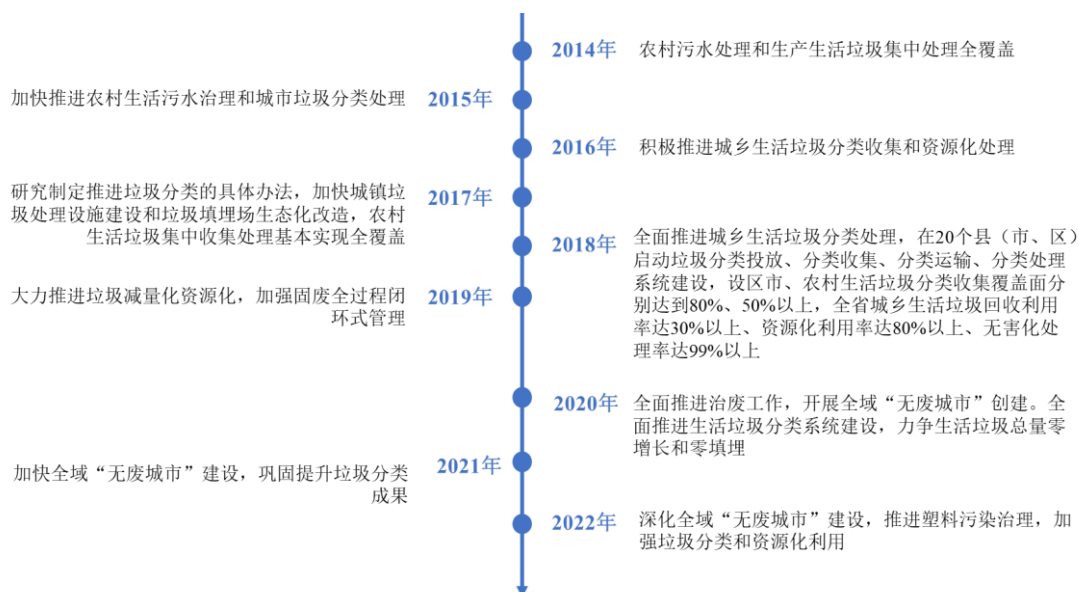 2014年
农村污水处理和生产生活垃圾集中处理全覆盖
加快推进农村生活污水治理和城市垃圾分类处理
2015年
2016年
积极推进城乡生活垃圾分类收集和资源化处理
研究制定推进垃圾分类的具体办法，加快城镇垃
圾处理设施建设和垃圾填埋场生态化改造，农村
生活垃圾集中收集处理基本实现全覆盖
2017年
2018年
全面推进城乡生活垃圾分类处理，在20个县（市、区）
启动垃圾分类投放、分类收集、分类运输、分类处理
系统建设，设区市、农村生活垃圾分类收集覆盖面分
别达到80%、50%以上，全省城乡生活垃圾回收利用
率达30%以上、资源化利用率达80%以上、无害化处
理率达99%以上
大力推进垃圾减量化资源化，加强固废全过程闭
环式管理
2019年
2020年
全面推进治废工作，开展全域“无废城市”创建。全
面推进生活垃圾分类系统建设，力争生活垃圾总量零
增长和零填埋
加快全域“无废城市”建设，巩固提升垃圾分类
成果
2021年
2022年
深化全域“无废城市”建设，推进塑料污染治理，加
强垃圾分类和资源化利用